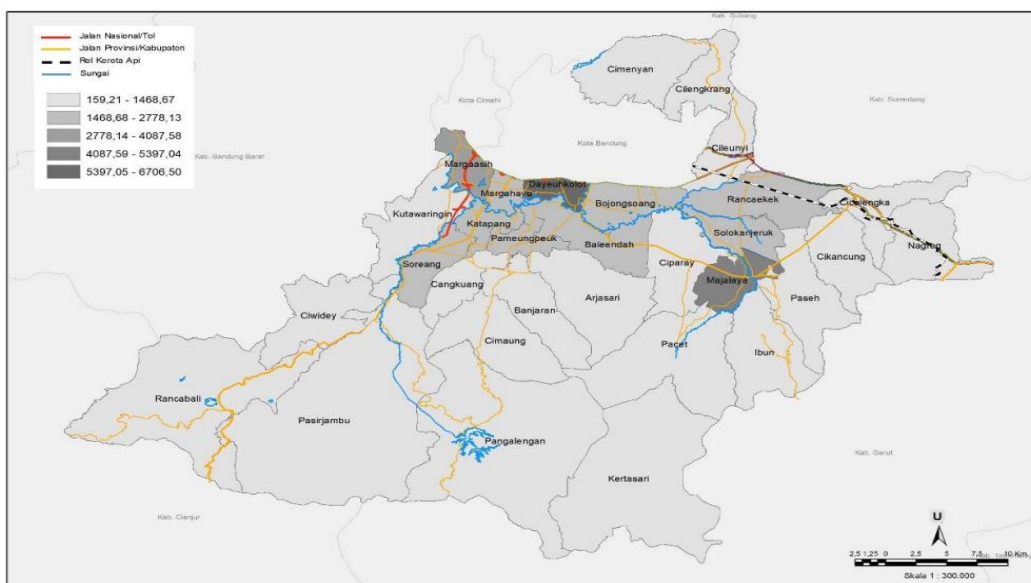 Kab. Subang
Jalan Nasional/Tol
Jalan Provinsi/Kabupaten
Rel Kereta Api
Sungai
159,21 - 1468,67
1468,68 - 2778,13
2778,14 - 4087,58
4087,59 - 5397,04
5397,05 - 6706,50
Cimenyan
Cilengkrang
Kota Cimahi
Kab. Sumedang
Kota Bandung
Cileunyi
Kab. Bandung Barat
Margaasih
Dayeuhkolot
Margahayu
Rancaekek
Cicalengka
Bojongsoang
Kutawaringin
Katapang
Solokanjeruk
Pameungpeuk
Baleendah
Nagreg
Cikancung
Soreang
Ciparay
Cangkuang
Majalaya
Arjasari
Paseh
Banjaran
Ciwidey
Cimaung
Pacet
Ibun
Rancabali
Pasirjambu
Pangalengan
Kab. Garut
Kertasari
Kab. Cianjur
U
2,5 1,25 0 2,5 5 7,5 10 Km
Skala 1 : 300.000